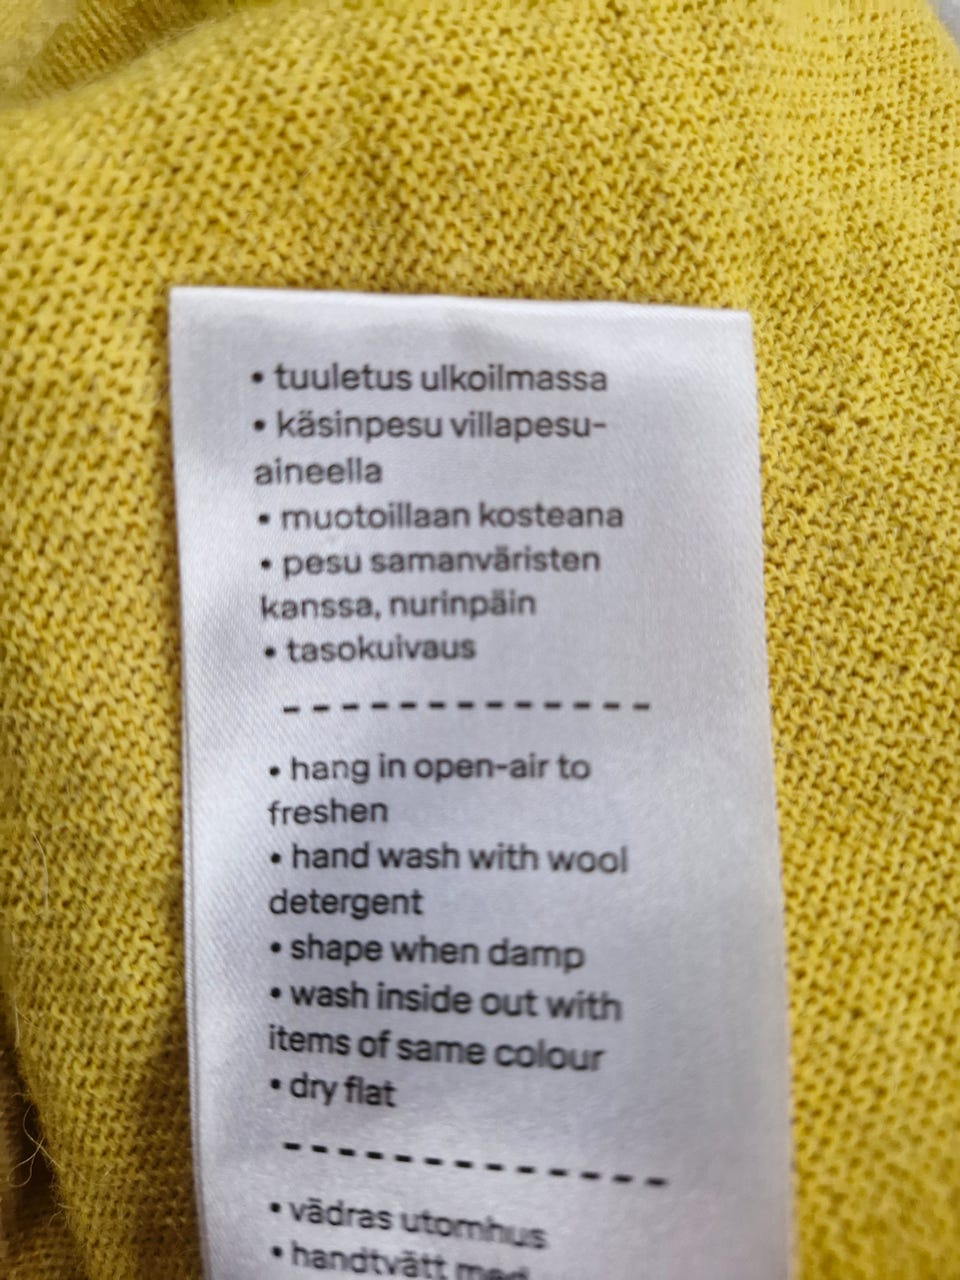 • tuuletus ulkoilmassa
• käsinpesu villapesu-
aineella
• muotoillaan kosteana
• pesu samanväristen
kanssa, nurinpäin
• tasokuivaus
- - - - - - - - - - - - -
• hang in open-air to
freshen
• hand wash with wool
detergent
• shape when damp
• wash inside out with
items of same colour
• dry flat
- - - - - - - - - - - - - -
• vädras utomhus
• handtvätt med